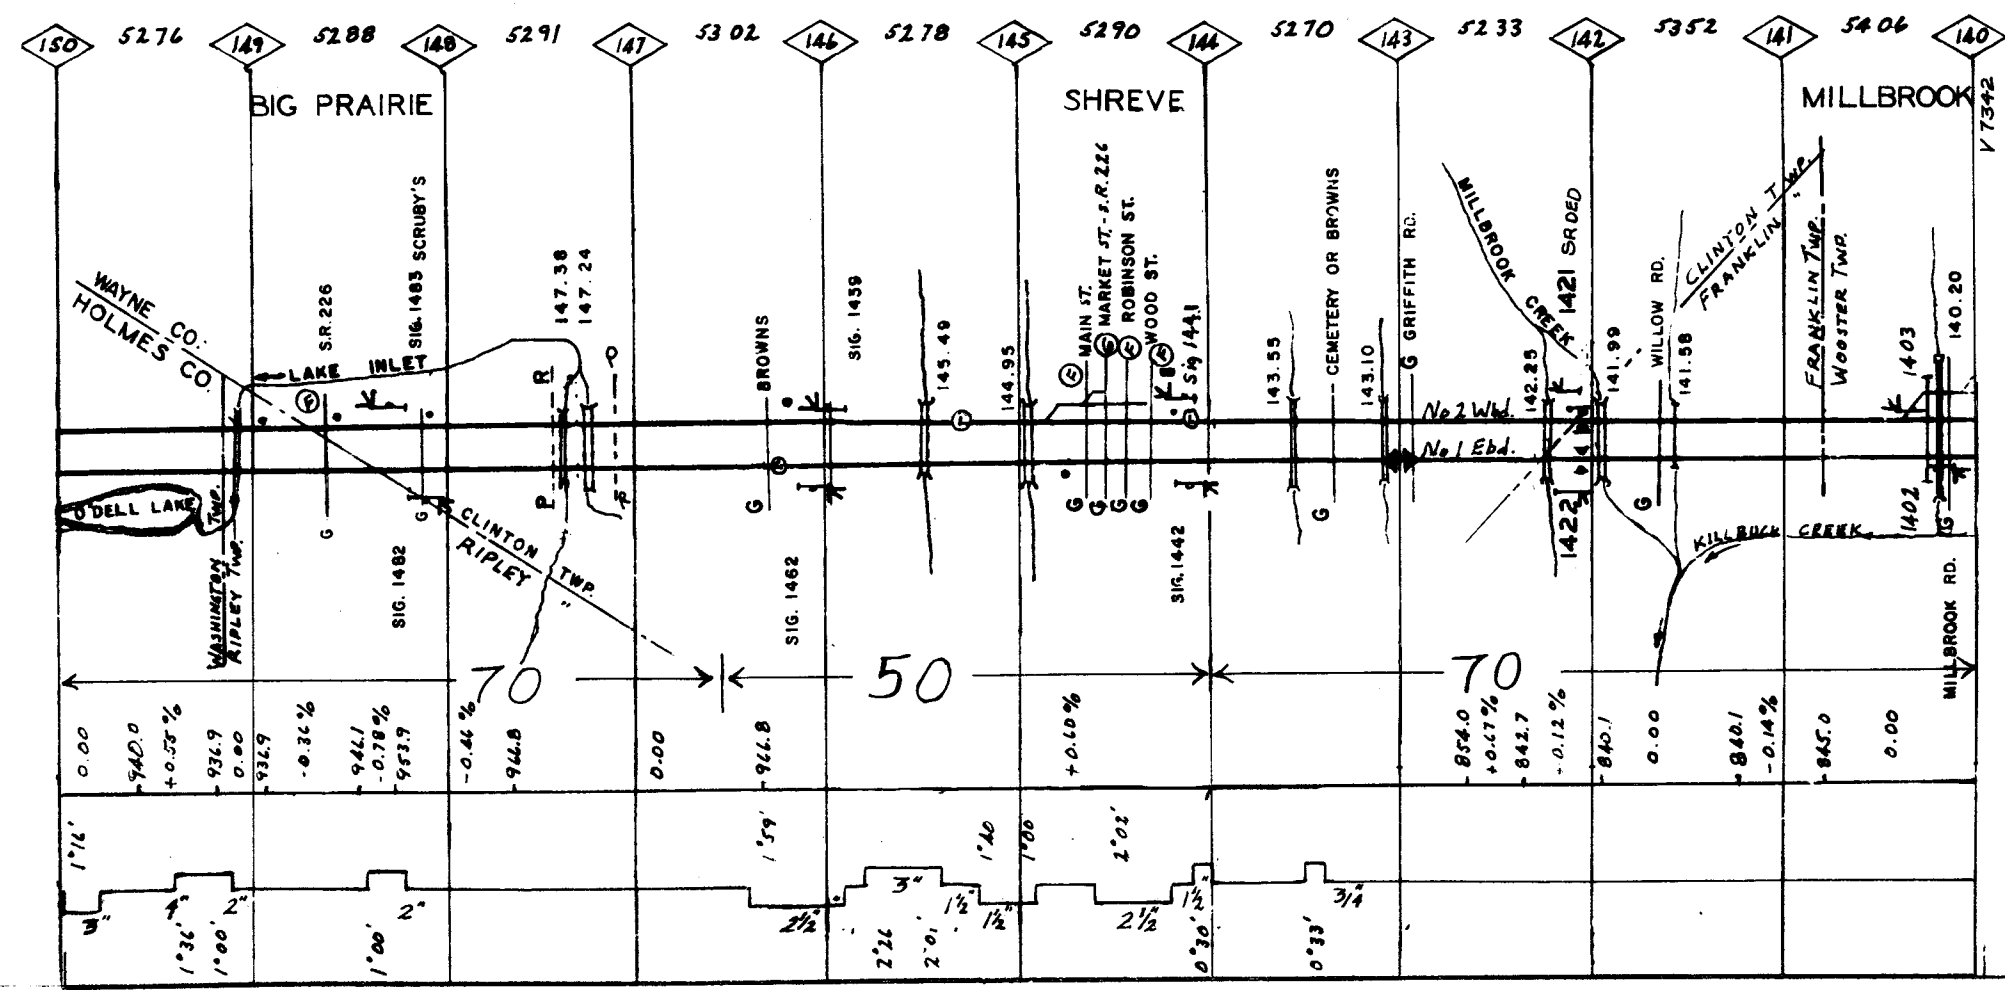 150 5276 149 5288 148 5291 147 5302 146 5278 145 5290 144 5270 143 5233 142 5352 141 5406 140
BIG PRAIRIE
SHREVE
MILLBROOK
V 7342
WAYNE CO.
HOLMES CO.
LAKE INLET
S.R. 226
SIG. 1483 SCRUBY'S
147.38
147.24
BROWNS
SIG. 1439
145.49
144.95
MAIN ST.
MARKET ST. - S.R. 226
ROBINSON ST.
WOOD ST.
Sig 1441
143.55
CEMETERY OR BROWNS
143.10
G GRIFFITH RD.
MILLBROOK CREEK
142.25
1421 SRDED
141.99
WILLOW RD.
141.58
CLINTON TWP.
FRANKLIN "
FRANKLIN TWP.
WOOSTER TWP.
1403
140.20
No 2 Wbd.
No 1 Ebd.
R
P
O'DELL LAKE
WASHINGTON TWP.
RIPLEY TWP.
G
SIG. 1482
G
CLINTON TWP.
RIPLEY "
G
SIG. 1462
G G G G
SIG. 1442
G
1422
G
KILLBUCK CREEK
1402
G
MILLBROOK RD.
70
50
70
0.00
940.0
+0.55%
936.9
0.00
936.9
-0.36%
946.1
-0.78%
953.9
-0.46%
966.8
0.00
966.8
+0.60%
854.0
+0.67%
842.7
-0.12%
840.1
0.00
840.1
-0.14%
845.0
0.00
1°16'
1°59'
1°40
1°00
2°02'
3"
4"
2"
2"
2½"
3"
1½"
1½"
2½"
1½"
3/4"
1°36'
1°00'
1°00'
2°26
2°01
0°30'
0°33'